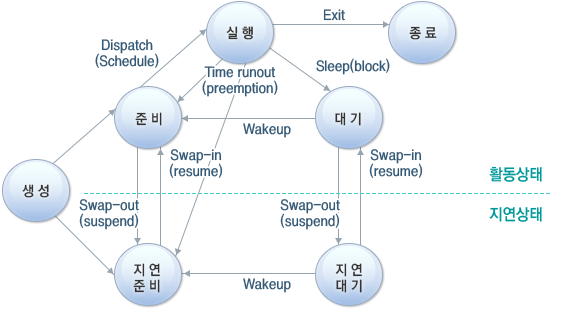 실행
Exit
종료
Dispatch
(Schedule)
Time runout
(preemption)
Sleep(block)
준비
대기
Wakeup
생성
Swap-in
(resume)
Swap-in
(resume)
활동상태
Swap-out
(suspend)
Swap-out
(suspend)
지연상태
지연
준비
Wakeup
지연
대기